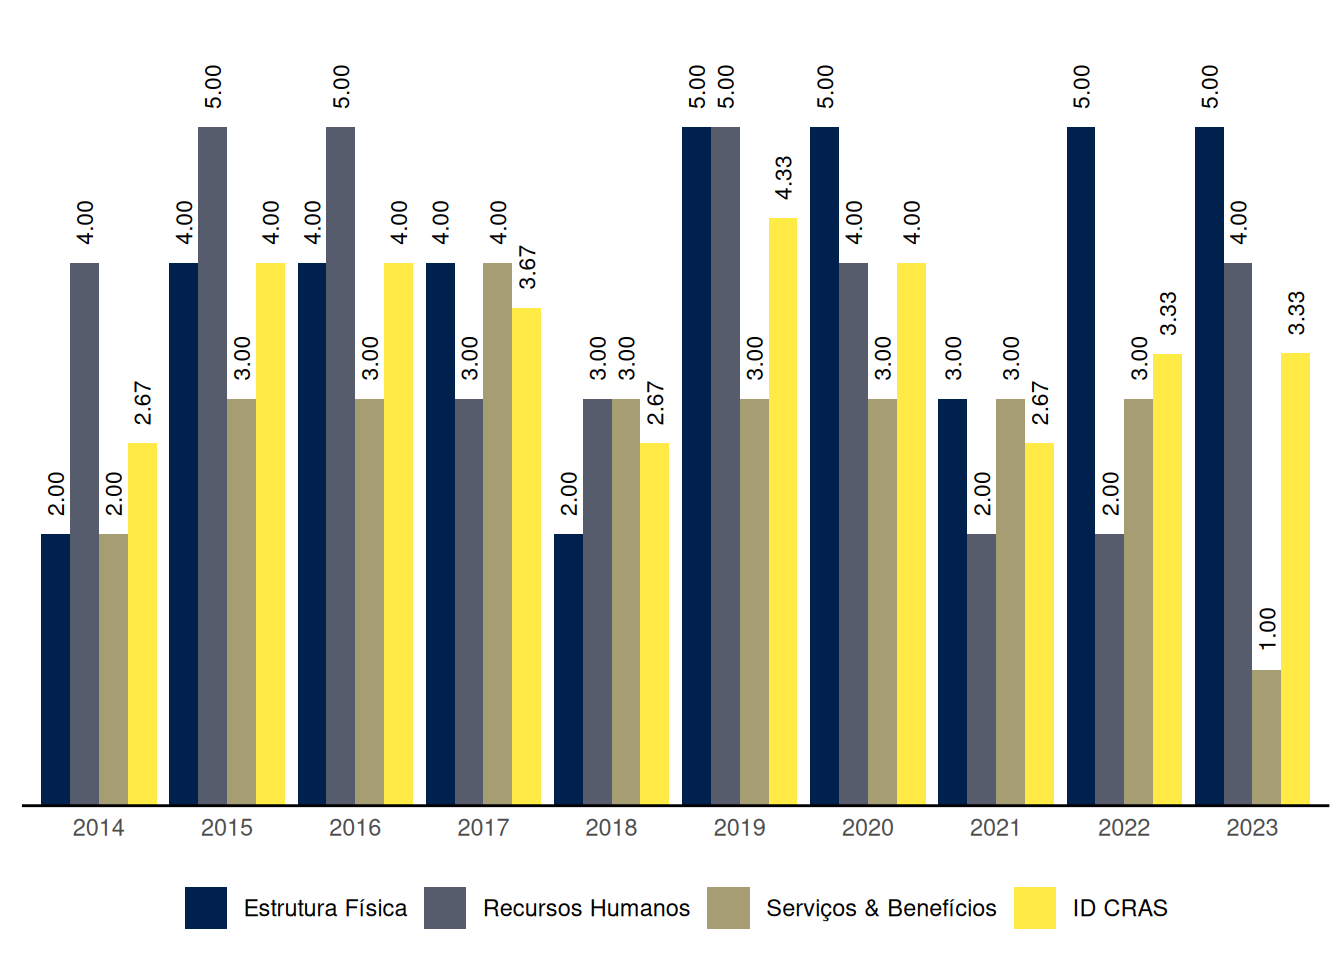 5.00 5.00 5.00 5.00 5.00 5.00 5.00
4.33
4.00 4.00 4.00 4.00 4.00 4.00 4.00 4.00 4.00 4.00 4.00
3.67
3.00 3.00 3.00 3.00 3.00 3.00 3.00 3.00 3.00 3.00 3.33 3.33
2.67 2.67 2.67
2.00 2.00 2.00 2.00 2.00
1.00
2014 2015 2016 2017 2018 2019 2020 2021 2022 2023
Estrutura Física Recursos Humanos Serviços & Benefícios ID CRAS